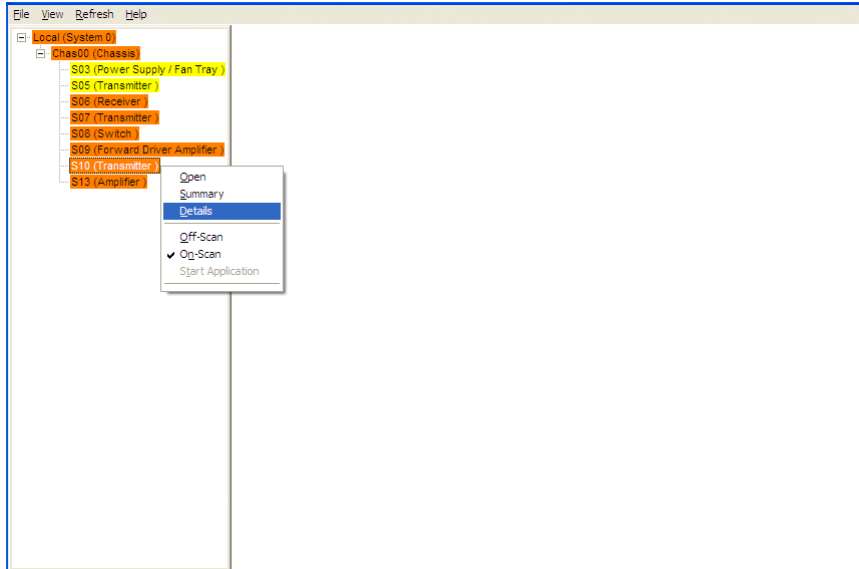 File View Refresh Help
Local (System 0)
Chas00 (Chassis)
S03 (Power Supply / Fan Tray )
S05 (Transmitter )
S06 (Receiver )
S07 (Transmitter )
S08 (Switch )
S09 (Forward Driver Amplifier )
S10 (Transmitter )
S13 (Amplifier )
Open
Summary
Details
Off-Scan
On-Scan
Start Application